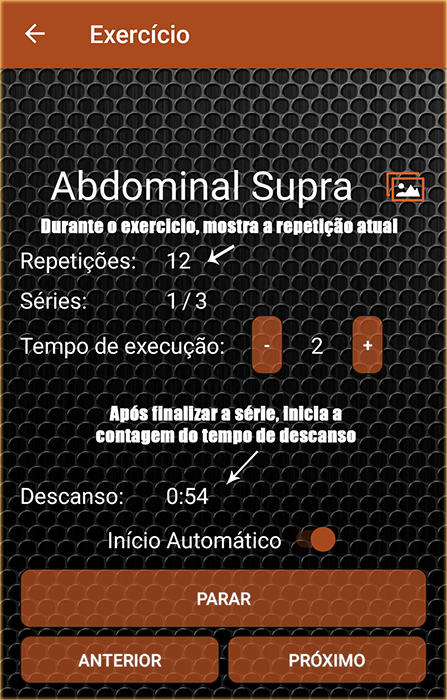 Exercício
Abdominal Supra
Durante o exercicio, mostra a repetição atual
Repetições: 12
Séries: 1 / 3
Tempo de execução: - 2 +
Após finalizar a série, inicia a
contagem do tempo de descanso
Descanso: 0:54
Início Automático
PARAR
ANTERIOR PRÓXIMO